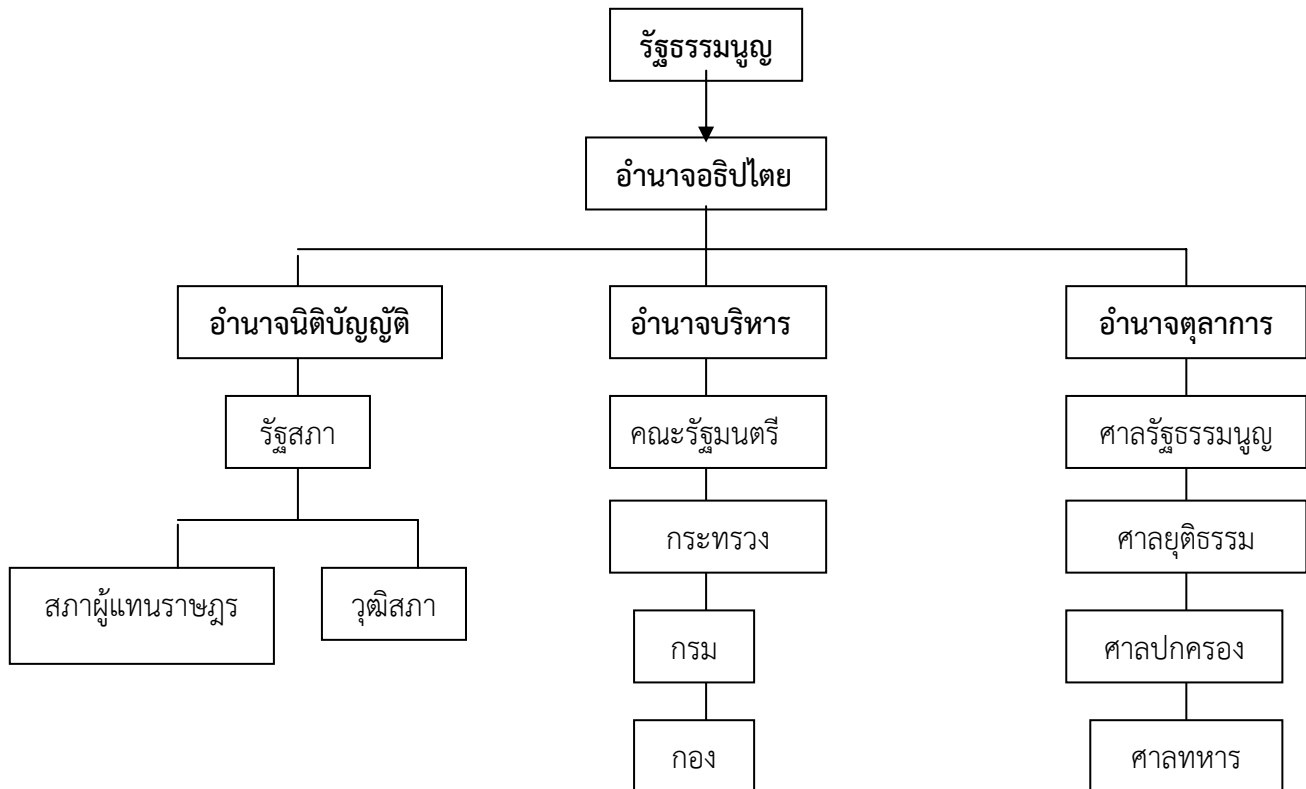 รัฐธรรมนูญ
อำนาจอธิปไตย
อำนาจนิติบัญญัติ
อำนาจบริหาร
อำนาจตุลาการ
รัฐสภา
คณะรัฐมนตรี
ศาลรัฐธรรมนูญ
กระทรวง
ศาลยุติธรรม
สภาผู้แทนราษฎร
วุฒิสภา
กรม
ศาลปกครอง
กอง
ศาลทหาร